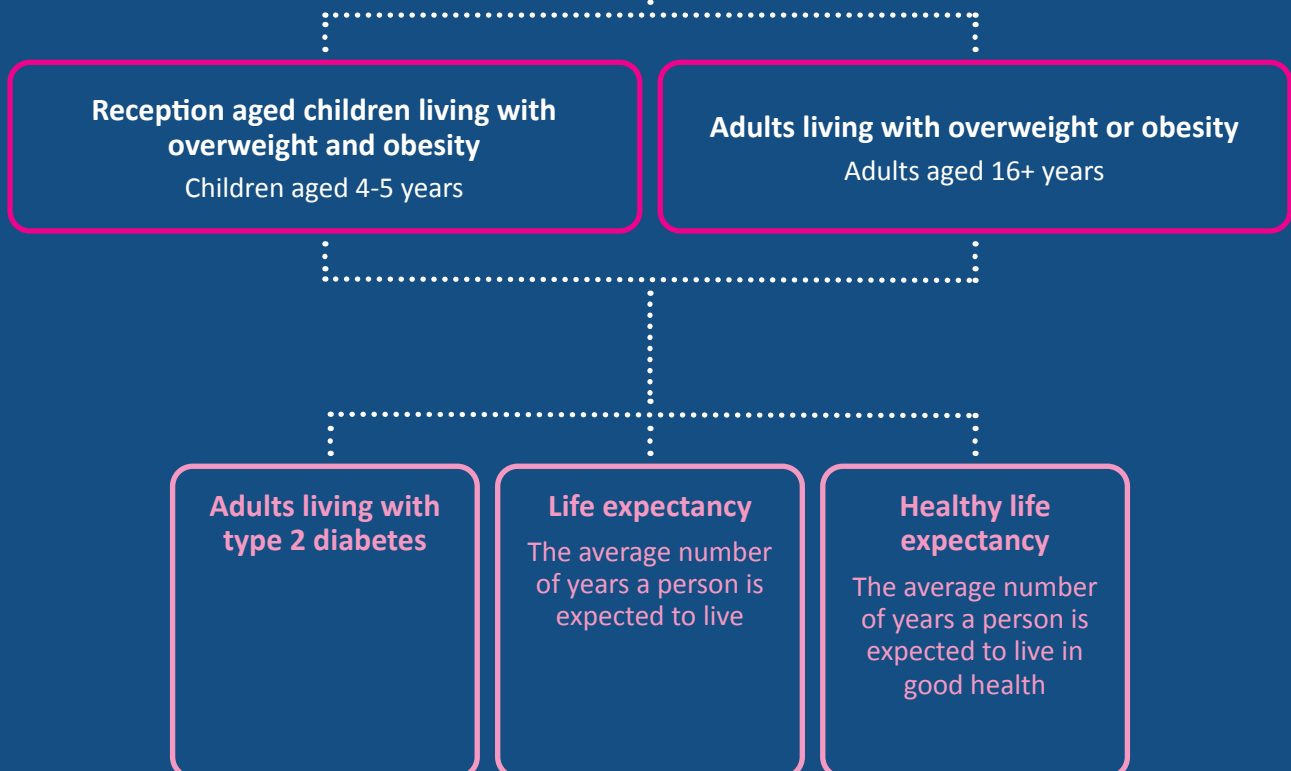 Reception aged children living with
overweight and obesity
Children aged 4-5 years
Adults living with overweight or obesity
Adults aged 16+ years
Adults living with
type 2 diabetes
Life expectancy
The average number
of years a person is
expected to live
Healthy life
expectancy
The average number
of years a person is
expected to live in
good health